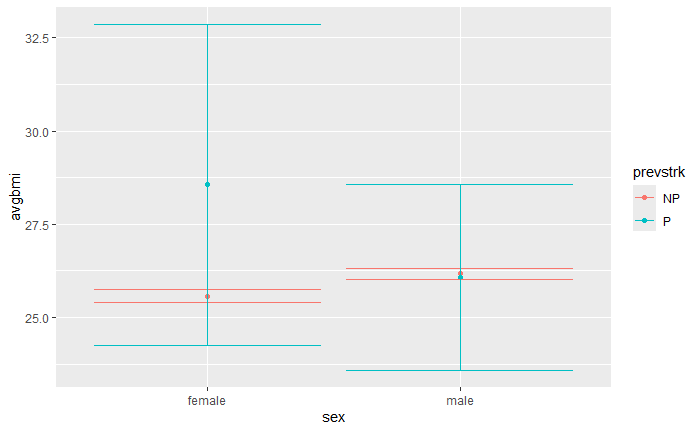 32.5
30.0
27.5
25.0
avgbmi
female
male
sex
prevstrk
NP
P